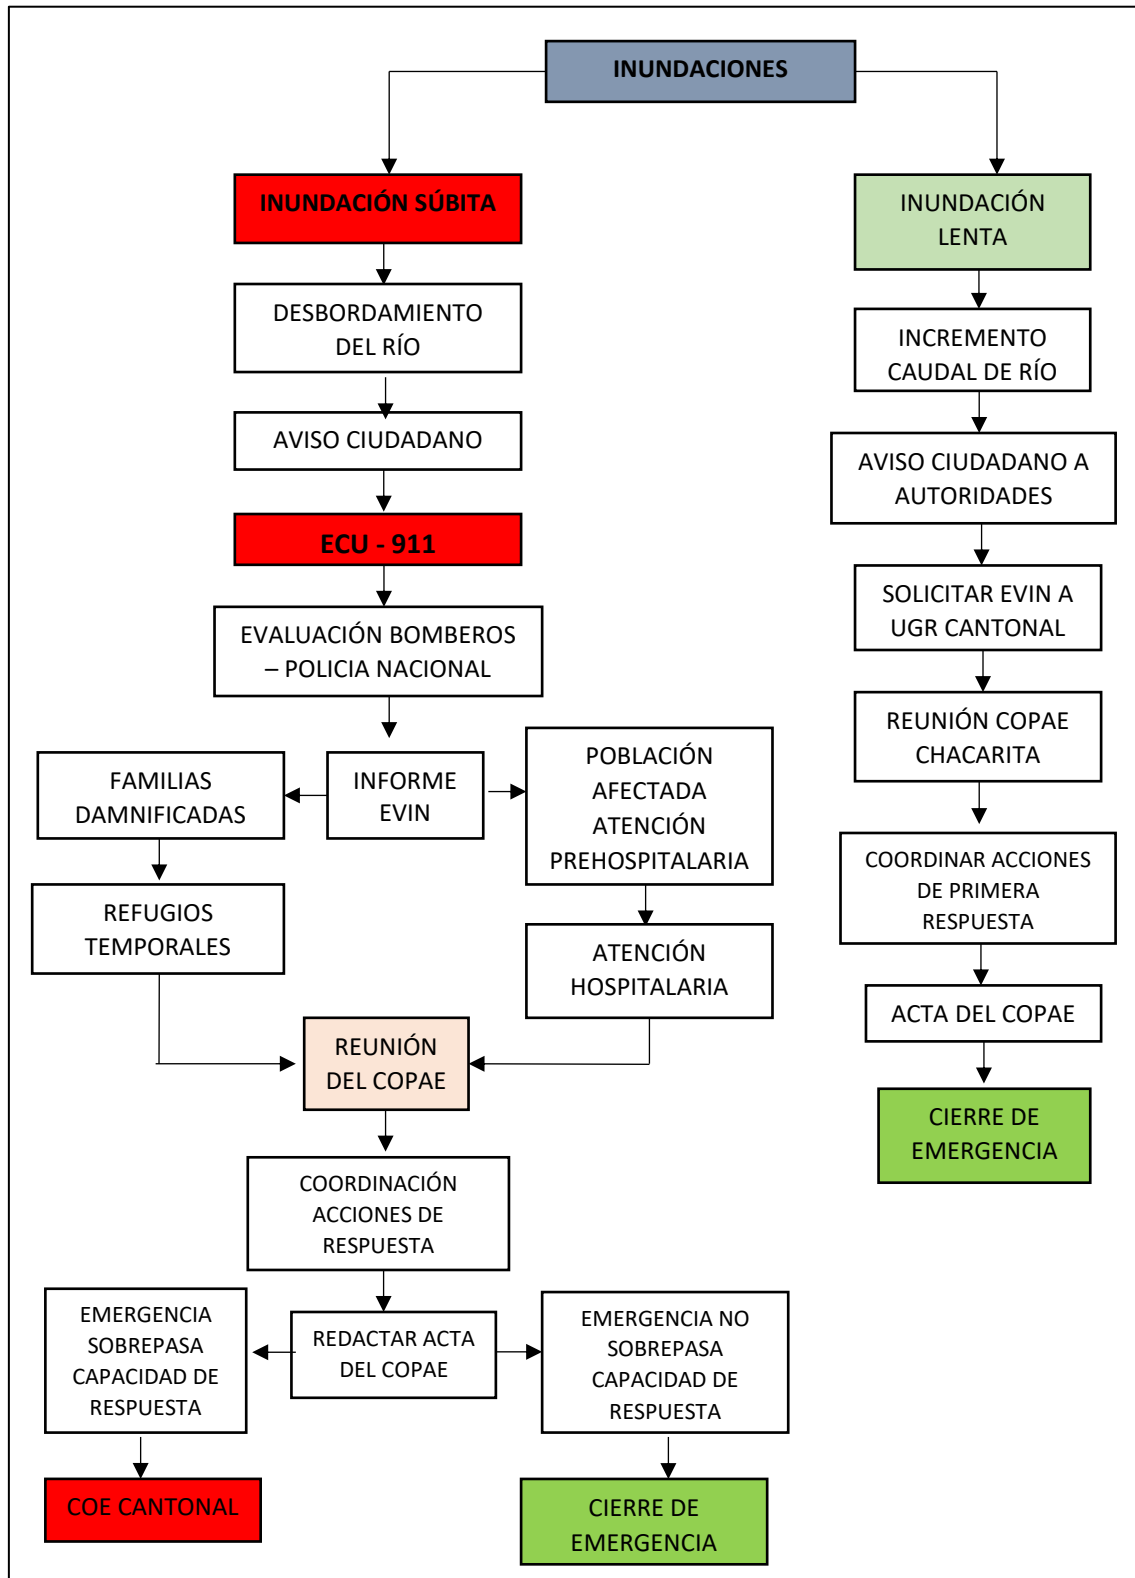 INUNDACIONES
INUNDACIÓN SÚBITA
DESBORDAMIENTO
DEL RÍO
AVISO CIUDADANO
ECU - 911
EVALUACIÓN BOMBEROS
– POLICIA NACIONAL
INFORME
EVIN
FAMILIAS
DAMNIFICADAS
REFUGIOS
TEMPORALES
POBLACIÓN
AFECTADA
ATENCIÓN
PREHOSPITALARIA
ATENCIÓN
HOSPITALARIA
REUNIÓN
DEL COPAE
COORDINACIÓN
ACCIONES DE
RESPUESTA
REDACTAR ACTA
DEL COPAE
EMERGENCIA
SOBREPASA
CAPACIDAD DE
RESPUESTA
COE CANTONAL
EMERGENCIA NO
SOBREPASA
CAPACIDAD DE
RESPUESTA
CIERRE DE
EMERGENCIA
INUNDACIÓN
LENTA
INCREMENTO
CAUDAL DE RÍO
AVISO CIUDADANO A
AUTORIDADES
SOLICITAR EVIN A
UGR CANTONAL
REUNIÓN COPAE
CHACARITA
COORDINAR ACCIONES
DE PRIMERA
RESPUESTA
ACTA DEL COPAE
CIERRE DE
EMERGENCIA